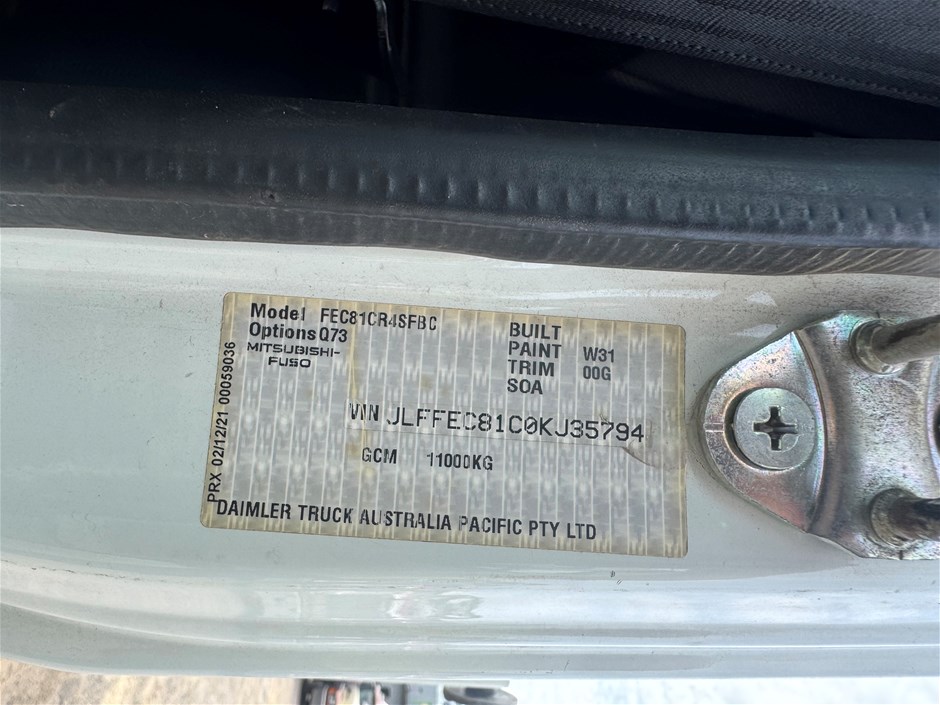 Model FEC81CR4SFBC
Options Q73
MITSUBISHI-
FUSO
BUILT
PAINT W31
TRIM 00G
SOA
VIN JLFFEC81C0KJ35794
GCM 11000KG
DAIMLER TRUCK AUSTRALIA PACIFIC PTY LTD
PRX 02/12/21 00059036